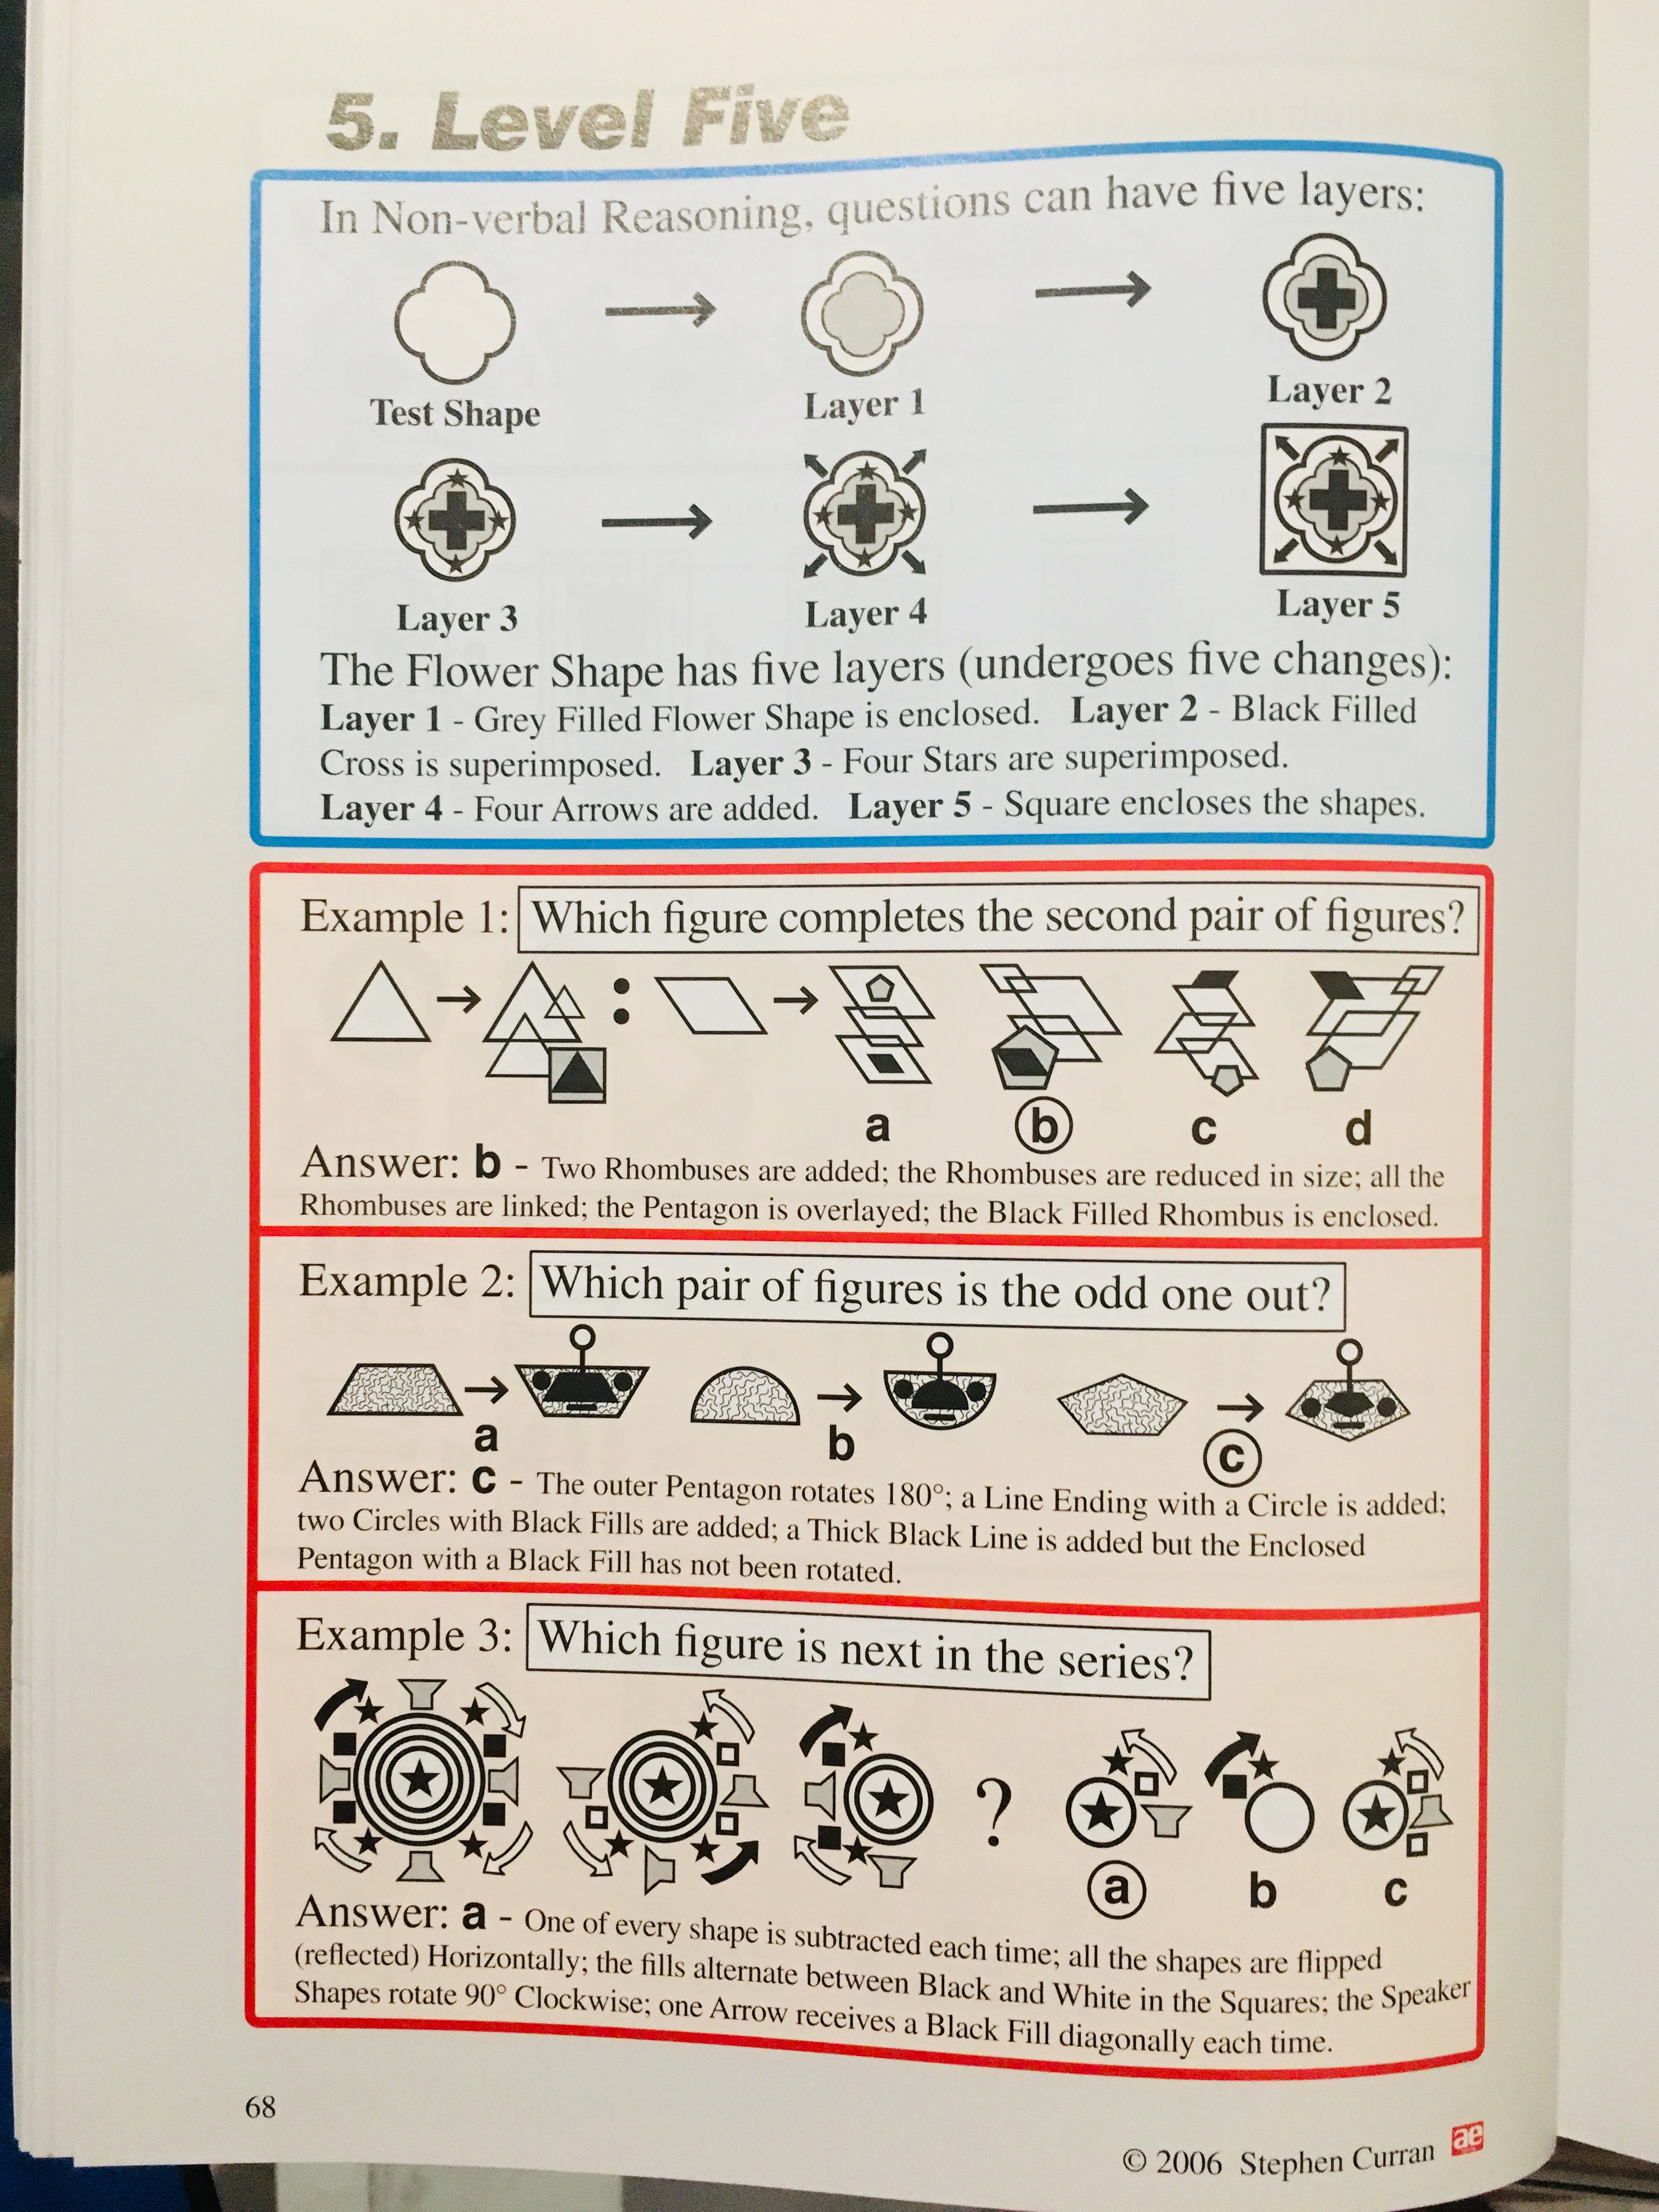 5. Level Five
In Non-verbal Reasoning, questions can have five layers:
Test Shape
Layer 1
Layer 2
Layer 3
Layer 4
Layer 5
The Flower Shape has five layers (undergoes five changes):
Layer 1 - Grey Filled Flower Shape is enclosed. Layer 2 - Black Filled
Cross is superimposed. Layer 3 - Four Stars are superimposed.
Layer 4 - Four Arrows are added. Layer 5 - Square encloses the shapes.
Example 1: Which figure completes the second pair of figures?
a b c d
Answer: b - Two Rhombuses are added; the Rhombuses are reduced in size; all the
Rhombuses are linked; the Pentagon is overlayed; the Black Filled Rhombus is enclosed.
Example 2: Which pair of figures is the odd one out?
a b c
Answer: c - The outer Pentagon rotates 180°; a Line Ending with a Circle is added;
two Circles with Black Fills are added; a Thick Black Line is added but the Enclosed
Pentagon with a Black Fill has not been rotated.
Example 3: Which figure is next in the series?
?
a b c
Answer: a - One of every shape is subtracted each time; all the shapes are flipped
(reflected) Horizontally; the fills alternate between Black and White in the Squares; the Speaker
Shapes rotate 90° Clockwise; one Arrow receives a Black Fill diagonally each time.
68
© 2006 Stephen Curran ae